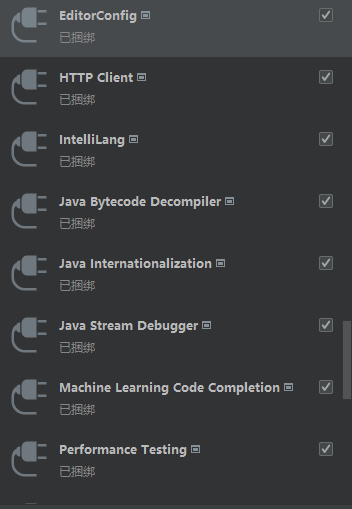 EditorConfig
已捆绑
HTTP Client
已捆绑
IntelliLang
已捆绑
Java Bytecode Decompiler
已捆绑
Java Internationalization
已捆绑
Java Stream Debugger
已捆绑
Machine Learning Code Completion
已捆绑
Performance Testing
已捆绑